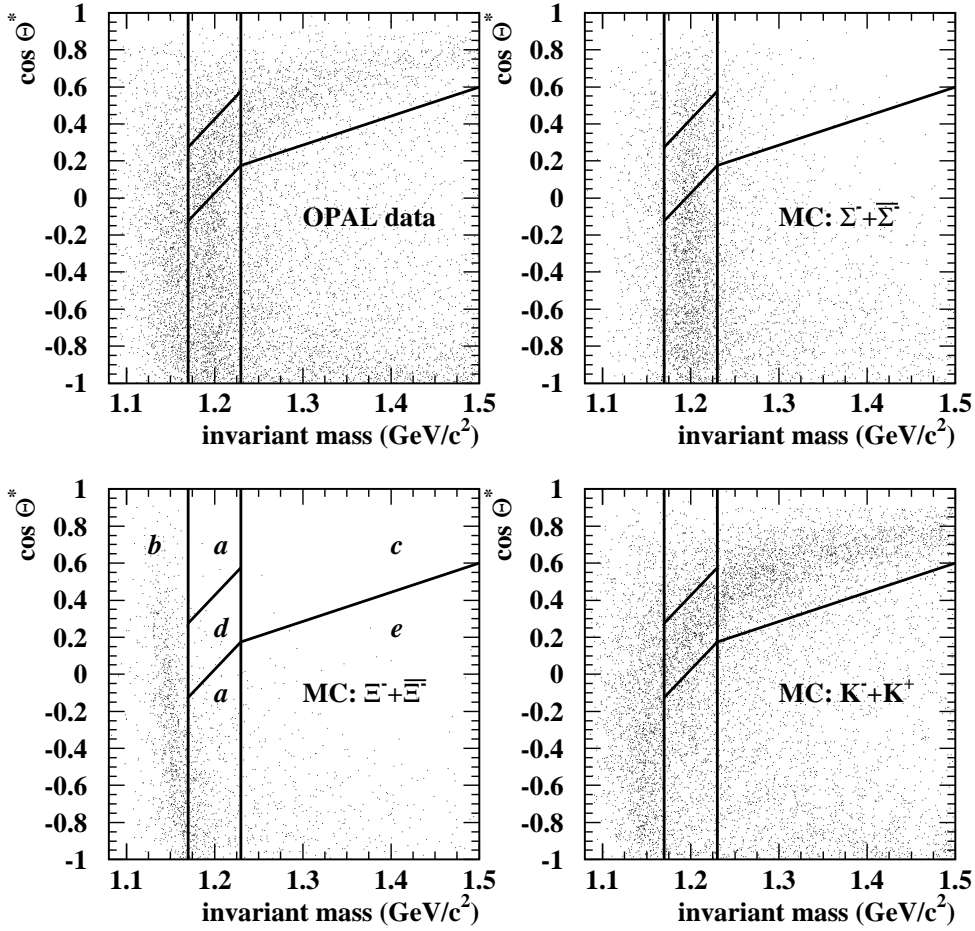 cos Θ*
1
0.8
0.6
0.4
0.2
0
-0.2
-0.4
-0.6
-0.8
-1
OPAL data
1.1 1.2 1.3 1.4 1.5
invariant mass (GeV/c²)
cos Θ*
1
0.8
0.6
0.4
0.2
0
-0.2
-0.4
-0.6
-0.8
-1
MC: Σ⁻+Σ̅⁻
1.1 1.2 1.3 1.4 1.5
invariant mass (GeV/c²)
cos Θ*
1
0.8
0.6
0.4
0.2
0
-0.2
-0.4
-0.6
-0.8
-1
b a c
d e
a
MC: Ξ⁻+Ξ̅⁻
1.1 1.2 1.3 1.4 1.5
invariant mass (GeV/c²)
cos Θ*
1
0.8
0.6
0.4
0.2
0
-0.2
-0.4
-0.6
-0.8
-1
MC: K⁻+K⁺
1.1 1.2 1.3 1.4 1.5
invariant mass (GeV/c²)